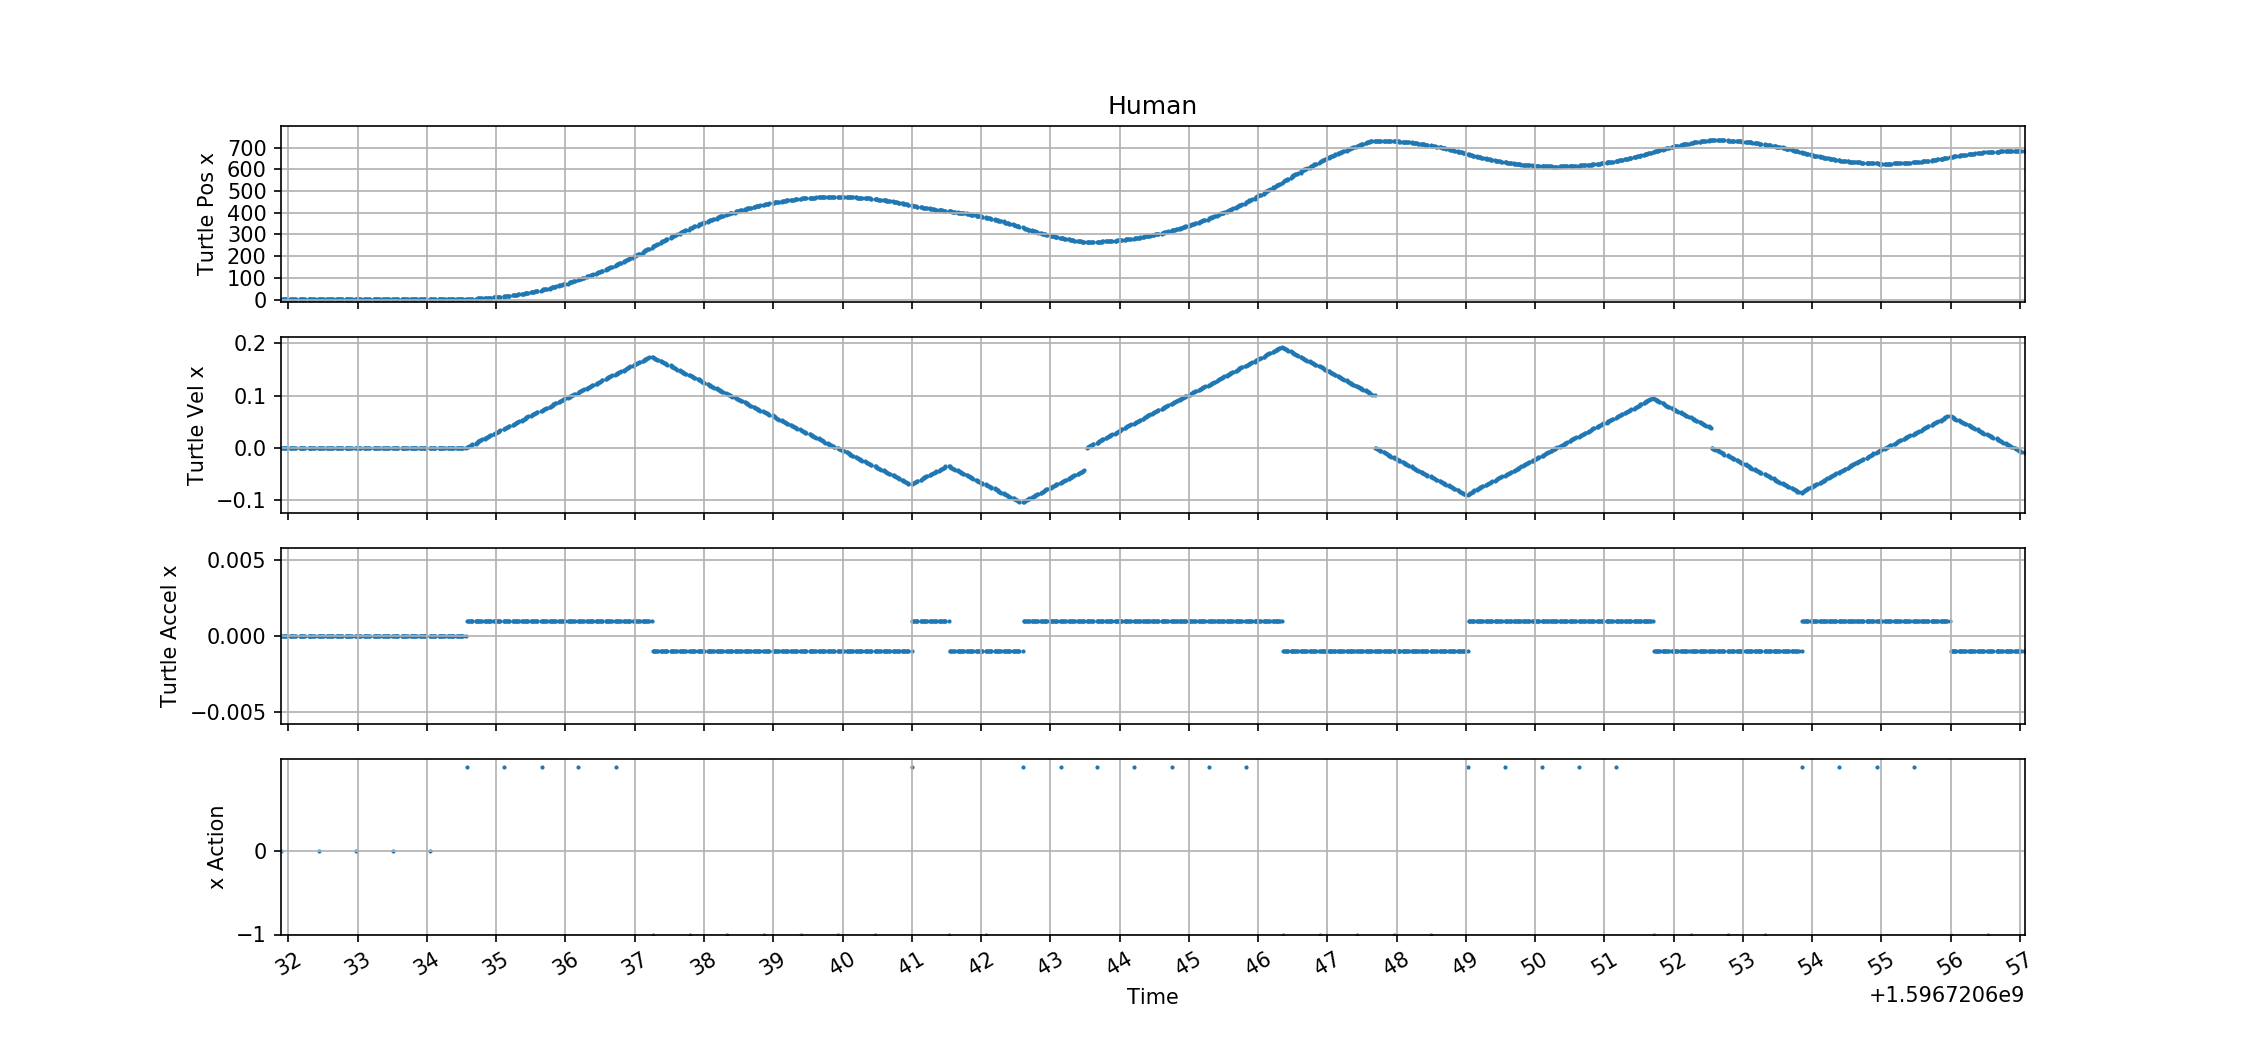 Human
Turtle Pos x
700
600
500
400
300
200
100
0
Turtle Vel x
0.2
0.1
0.0
−0.1
Turtle Accel x
0.005
0.000
−0.005
x Action
0
−1
32 33 34 35 36 37 38 39 40 41 42 43 44 45 46 47 48 49 50 51 52 53 54 55 56 57
Time
+1.5967206e9